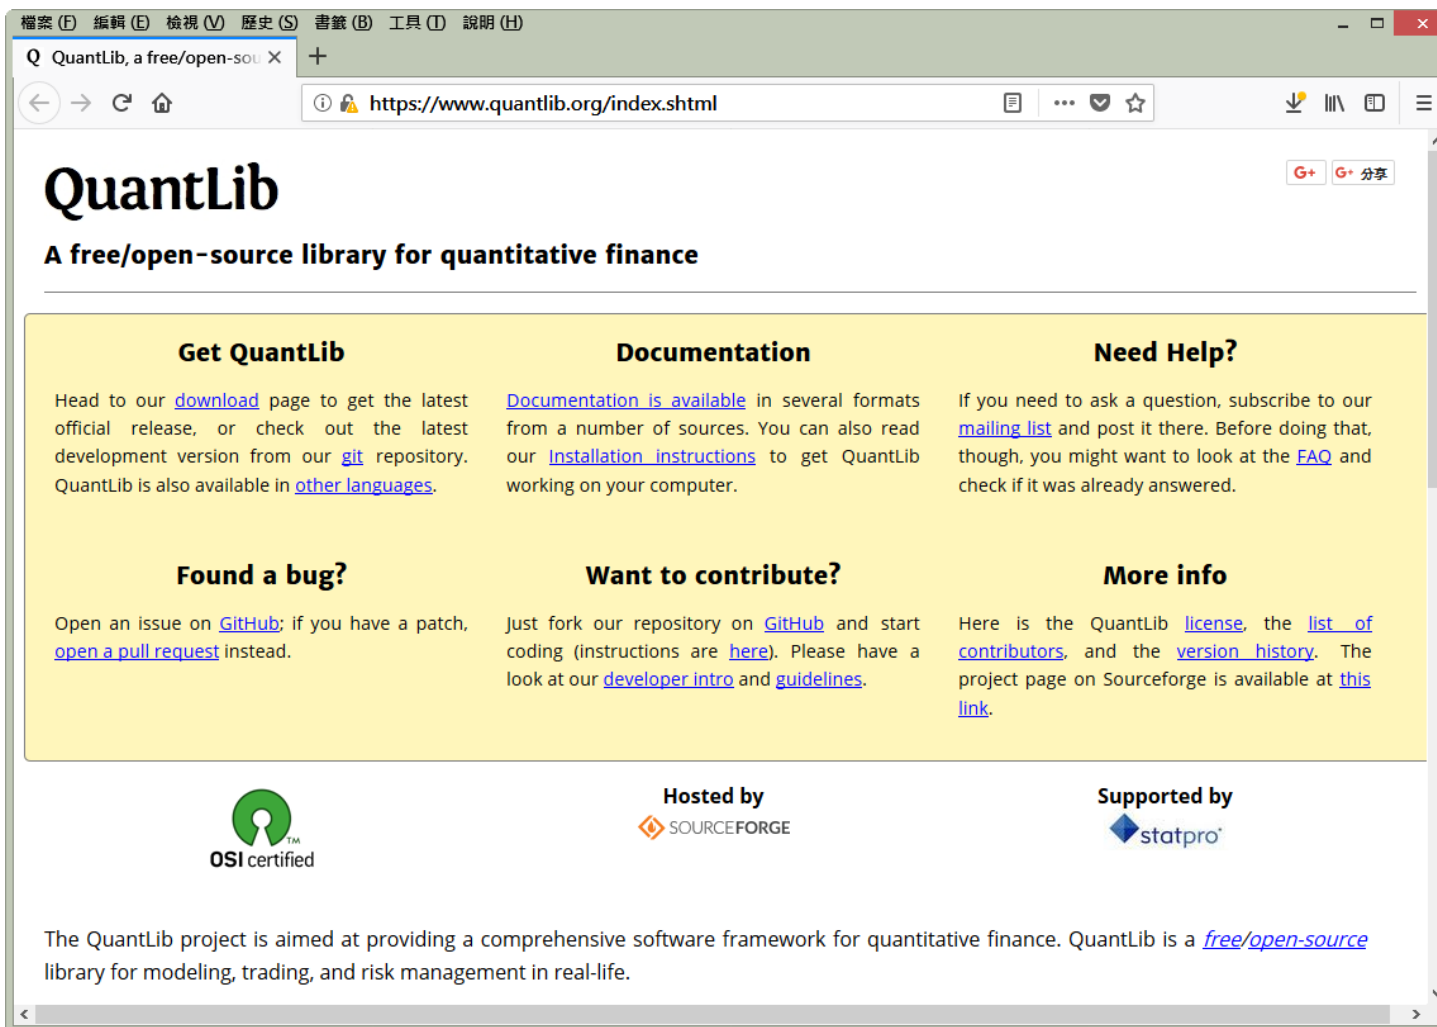 檔案 (F) 編輯 (E) 檢視 (V) 歷史 (S) 書籤 (B) 工具 (T) 說明 (H)
Q QuantLib, a free/open-sou
https://www.quantlib.org/index.shtml
QuantLib
G+ G+ 分享
A free/open-source library for quantitative finance
Get QuantLib
Head to our download page to get the latest
official release, or check out the latest
development version from our git repository.
QuantLib is also available in other languages.
Documentation
Documentation is available in several formats
from a number of sources. You can also read
our Installation instructions to get QuantLib
working on your computer.
Need Help?
If you need to ask a question, subscribe to our
mailing list and post it there. Before doing that,
though, you might want to look at the FAQ and
check if it was already answered.
Found a bug?
Open an issue on GitHub; if you have a patch,
open a pull request instead.
Want to contribute?
Just fork our repository on GitHub and start
coding (instructions are here). Please have a
look at our developer intro and guidelines.
More info
Here is the QuantLib license, the list of
contributors, and the version history. The
project page on Sourceforge is available at this
link.
TM
OSI certified
Hosted by
SOURCEFORGE
Supported by
statpro
The QuantLib project is aimed at providing a comprehensive software framework for quantitative finance. QuantLib is a free/open-source
library for modeling, trading, and risk management in real-life.